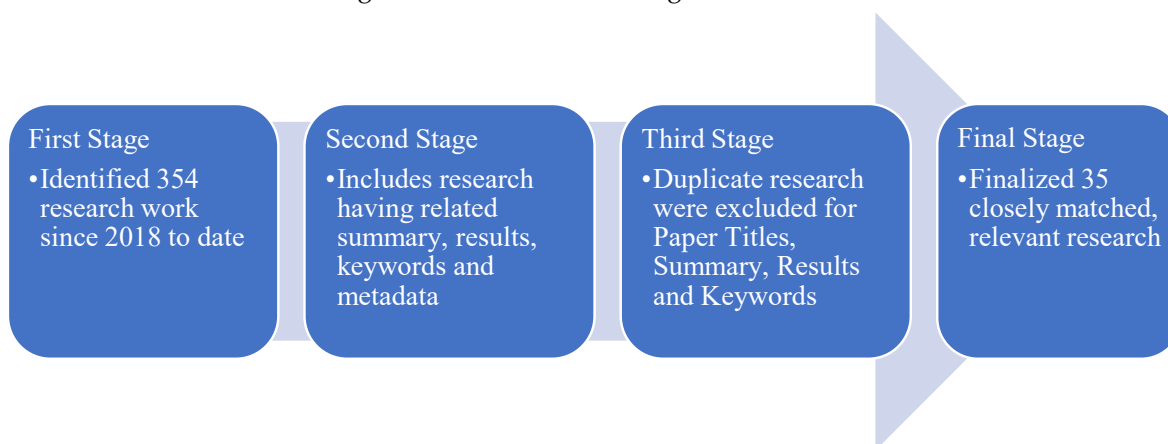 First Stage
•Identified 354
research work
since 2018 to date
Second Stage
•Includes research
having related
summary, results,
keywords and
metadata
Third Stage
•Duplicate research
were excluded for
Paper Titles,
Summary, Results
and Keywords
Final Stage
•Finalized 35
closely matched,
relevant research